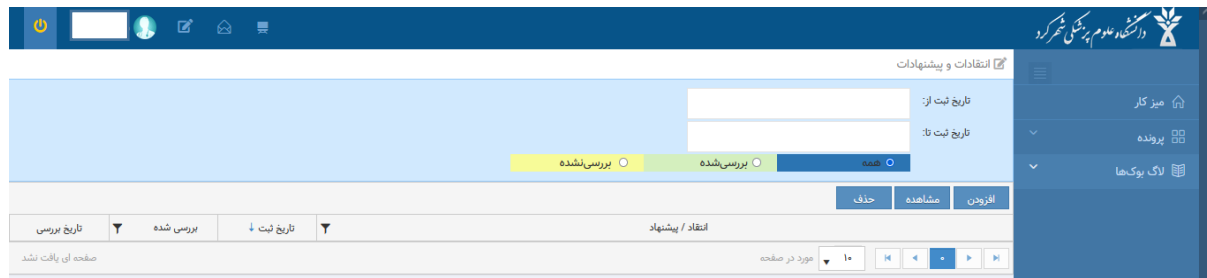 دانشگاه علوم پزشکی شهرکرد
انتقادات و پیشنهادات
میز کار
پرونده
لاگ بوک‌ها
تاریخ ثبت از:
تاریخ ثبت تا:
همه بررسی‌شده بررسی‌نشده
افزودن مشاهده حذف
انتقاد / پیشنهاد تاریخ ثبت بررسی شده تاریخ بررسی
۰ ۱۰ مورد در صفحه صفحه ای یافت نشد